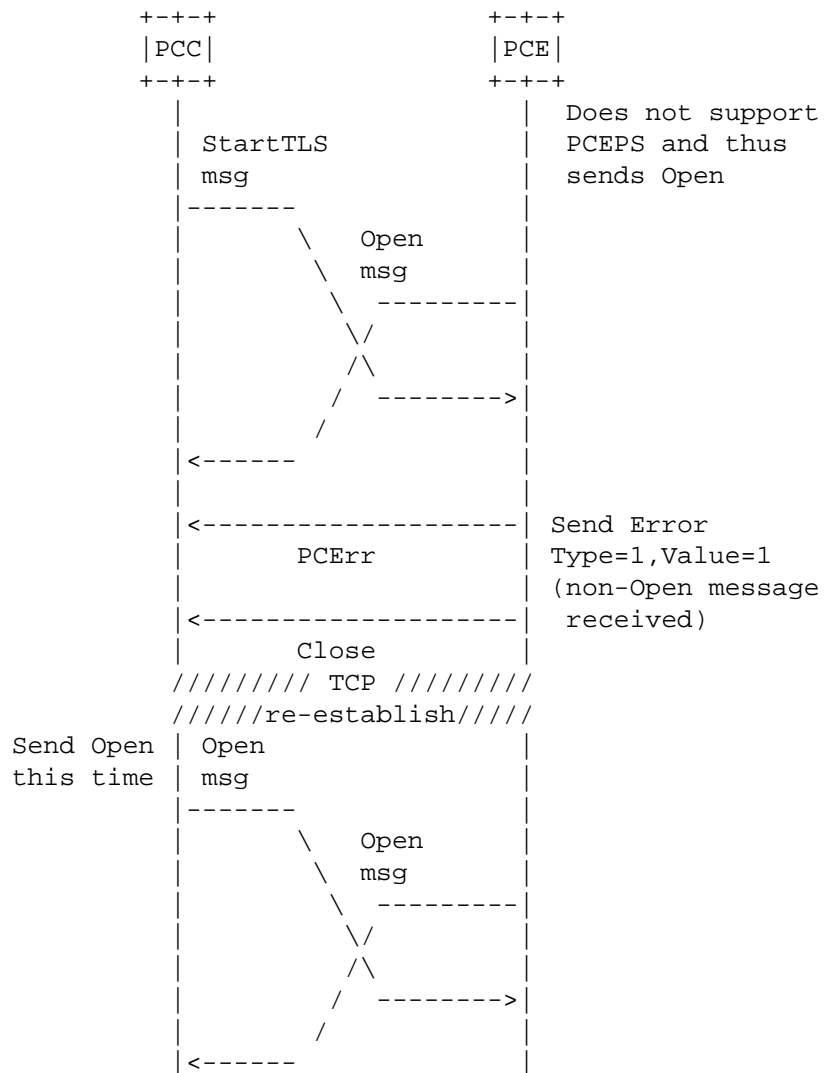 +-+-+                 +-+-+
|PCC|                 |PCE|
+-+-+                 +-+-+
  |                     |  Does not support
  | StartTLS            |  PCEPS and thus
  | msg                 |  sends Open
  |-------              |
  |       \   Open      |
  |        \  msg       |
  |         \  ---------|
  |          \/         |
  |          /\         |
  |         /  -------->|
  |        /            |
  |<------              |
  |                     |
  |<--------------------| Send Error
  |       PCErr         | Type=1,Value=1
  |                     | (non-Open message
  |<--------------------|  received)
  |       Close         |
  ///////// TCP /////////
  //////re-establish/////
Send Open | Open                |
this time | msg                 |
  |-------              |
  |       \   Open      |
  |        \  msg       |
  |         \  ---------|
  |          \/         |
  |          /\         |
  |         /  -------->|
  |        /            |
  |<------              |